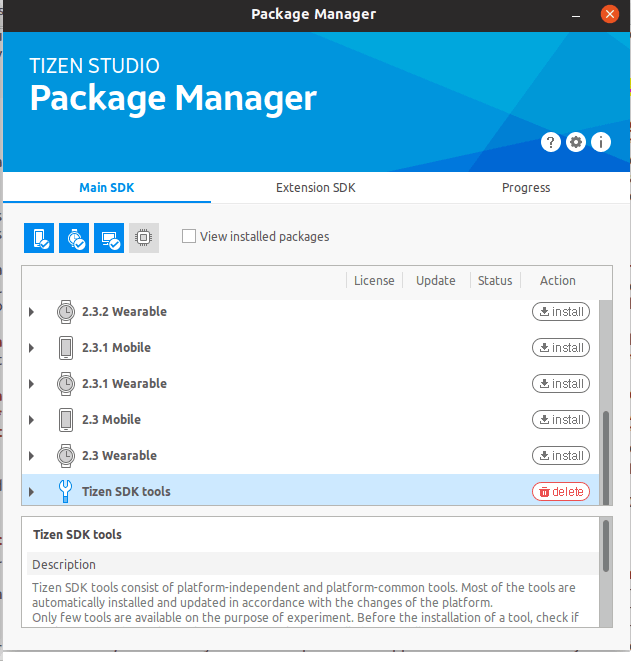 Package Manager
TIZEN STUDIO
Package Manager
? i
Main SDK Extension SDK Progress
View installed packages
License Update Status Action
2.3.2 Wearable install
2.3.1 Mobile install
2.3.1 Wearable install
2.3 Mobile install
2.3 Wearable install
Tizen SDK tools delete
Tizen SDK tools
Description
Tizen SDK tools consist of platform-independent and platform-common tools. Most of the tools are
automatically installed and updated in accordance with the changes of the platform.
Only few tools are available on the purpose of experiment. Before the installation of a tool, check if